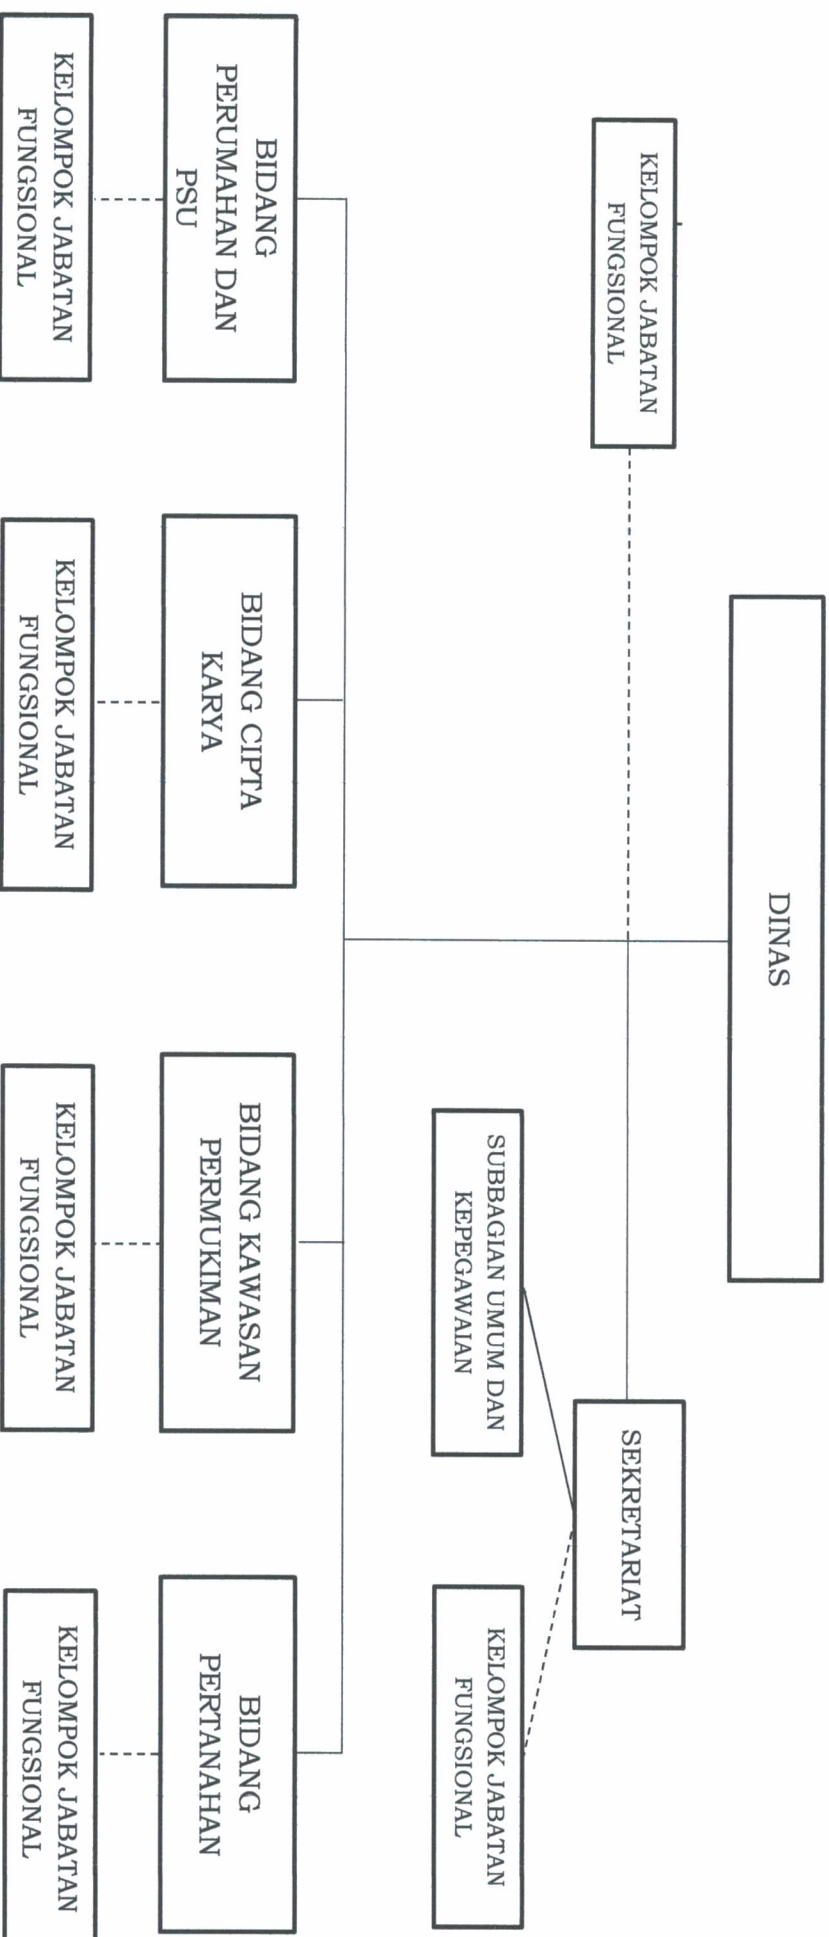 DINAS
KELOMPOK JABATAN
FUNGSIONAL
SEKRETARIAT
SUBBAGIAN UMUM DAN
KEPEGAWAIAN
KELOMPOK JABATAN
FUNGSIONAL
BIDANG
PERUMAHAN DAN
PSU
BIDANG CIPTA
KARYA
BIDANG KAWASAN
PERMUKIMAN
BIDANG
PERTANAHAN
KELOMPOK JABATAN
FUNGSIONAL
KELOMPOK JABATAN
FUNGSIONAL
KELOMPOK JABATAN
FUNGSIONAL
KELOMPOK JABATAN
FUNGSIONAL